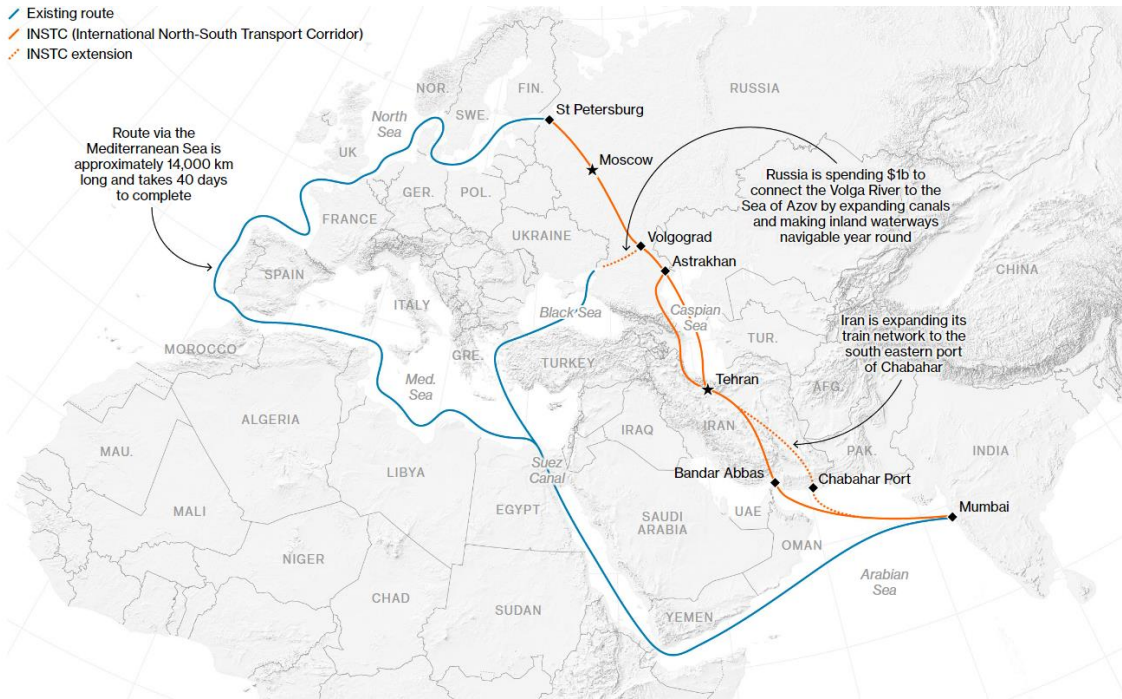 Existing route
INSTC (International North-South Transport Corridor)
INSTC extension
NOR.
FIN.
SWE.
RUSSIA
St Petersburg
North
Sea
Route via the
Mediterranean Sea is
approximately 14,000 km
long and takes 40 days
to complete
UK
Moscow
Russia is spending $1b to
connect the Volga River to the
Sea of Azov by expanding canals
and making inland waterways
navigable year round
GER.
POL.
FRANCE
UKRAINE
Volgograd
Astrakhan
SPAIN
CHINA
ITALY
Black Sea
Caspian
Sea
Iran is expanding its
train network to the
south eastern port
of Chabahar
TUR.
MOROCCO
GRE.
TURKEY
Med.
Sea
Tehran
AFG.
ALGERIA
IRAQ
IRAN
MAU.
PAK.
INDIA
LIBYA
Suez
Canal
Bandar Abbas
Chabahar Port
EGYPT
MALI
SAUDI
ARABIA
UAE
Mumbai
OMAN
NIGER
Arabian
Sea
CHAD
SUDAN
YEMEN